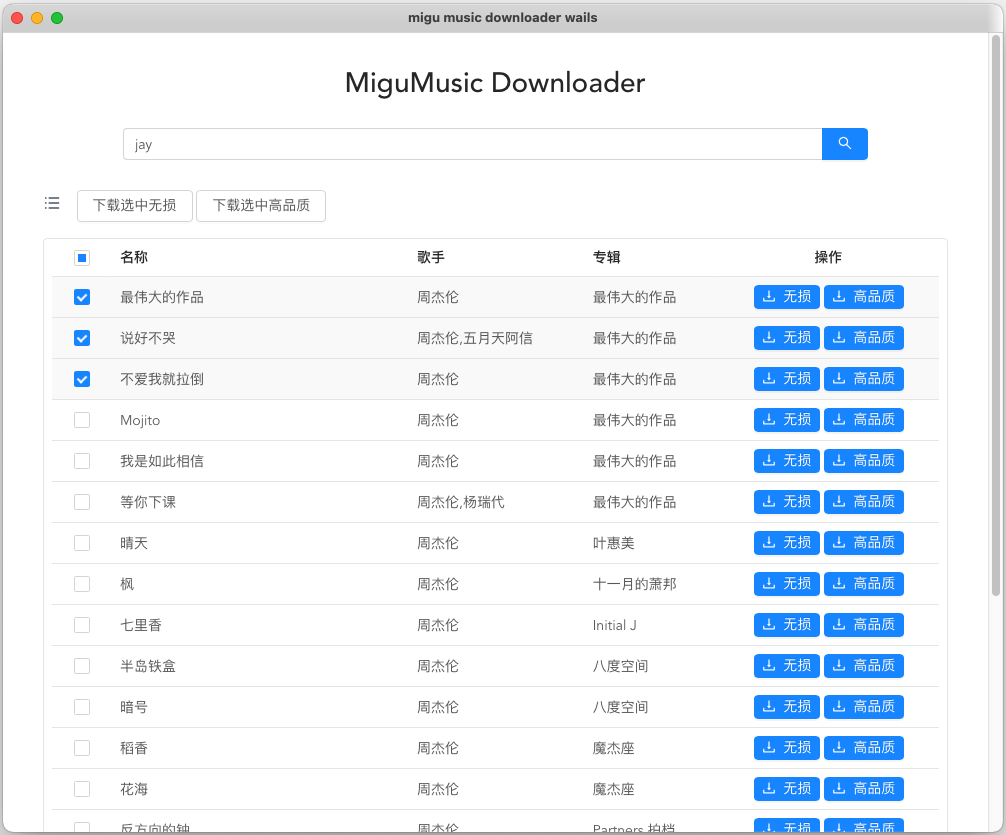 migu music downloader wails
MiguMusic Downloader
jay
下载选中无损 下载选中高品质
名称 歌手 专辑 操作
最伟大的作品 周杰伦 最伟大的作品 无损 高品质
说好不哭 周杰伦,五月天阿信 最伟大的作品 无损 高品质
不爱我就拉倒 周杰伦 最伟大的作品 无损 高品质
Mojito 周杰伦 最伟大的作品 无损 高品质
我是如此相信 周杰伦 最伟大的作品 无损 高品质
等你下课 周杰伦,杨瑞代 最伟大的作品 无损 高品质
晴天 周杰伦 叶惠美 无损 高品质
枫 周杰伦 十一月的萧邦 无损 高品质
七里香 周杰伦 Initial J 无损 高品质
半岛铁盒 周杰伦 八度空间 无损 高品质
暗号 周杰伦 八度空间 无损 高品质
稻香 周杰伦 魔杰座 无损 高品质
花海 周杰伦 魔杰座 无损 高品质
反方向的钟 周杰伦 Partners 拍档 无损 高品质